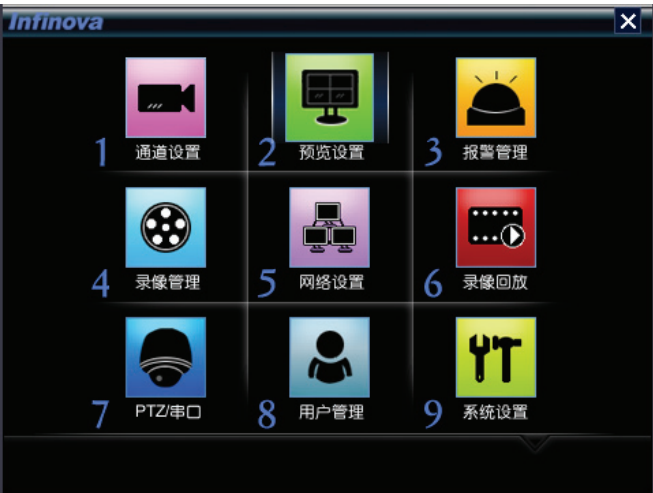 Infinova
1 通道设置
2 预览设置
3 报警管理
4 录像管理
5 网络设置
6 录像回放
7 PTZ/串口
8 用户管理
9 系统设置